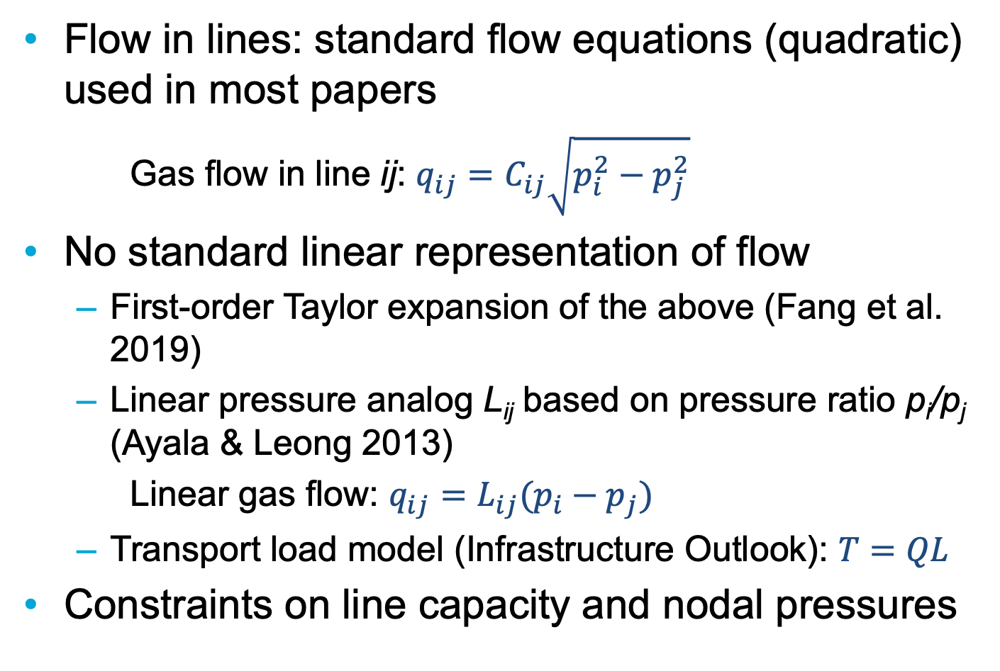 • Flow in lines: standard flow equations (quadratic)
used in most papers
Gas flow in line ij: q_{ij} = C_{ij}\sqrt{p_i^2 − p_j^2}
• No standard linear representation of flow
– First-order Taylor expansion of the above (Fang et al.
2019)
– Linear pressure analog L_{ij} based on pressure ratio p_i/p_j
(Ayala & Leong 2013)
Linear gas flow: q_{ij} = L_{ij}(p_i − p_j)
– Transport load model (Infrastructure Outlook): T = QL
• Constraints on line capacity and nodal pressures